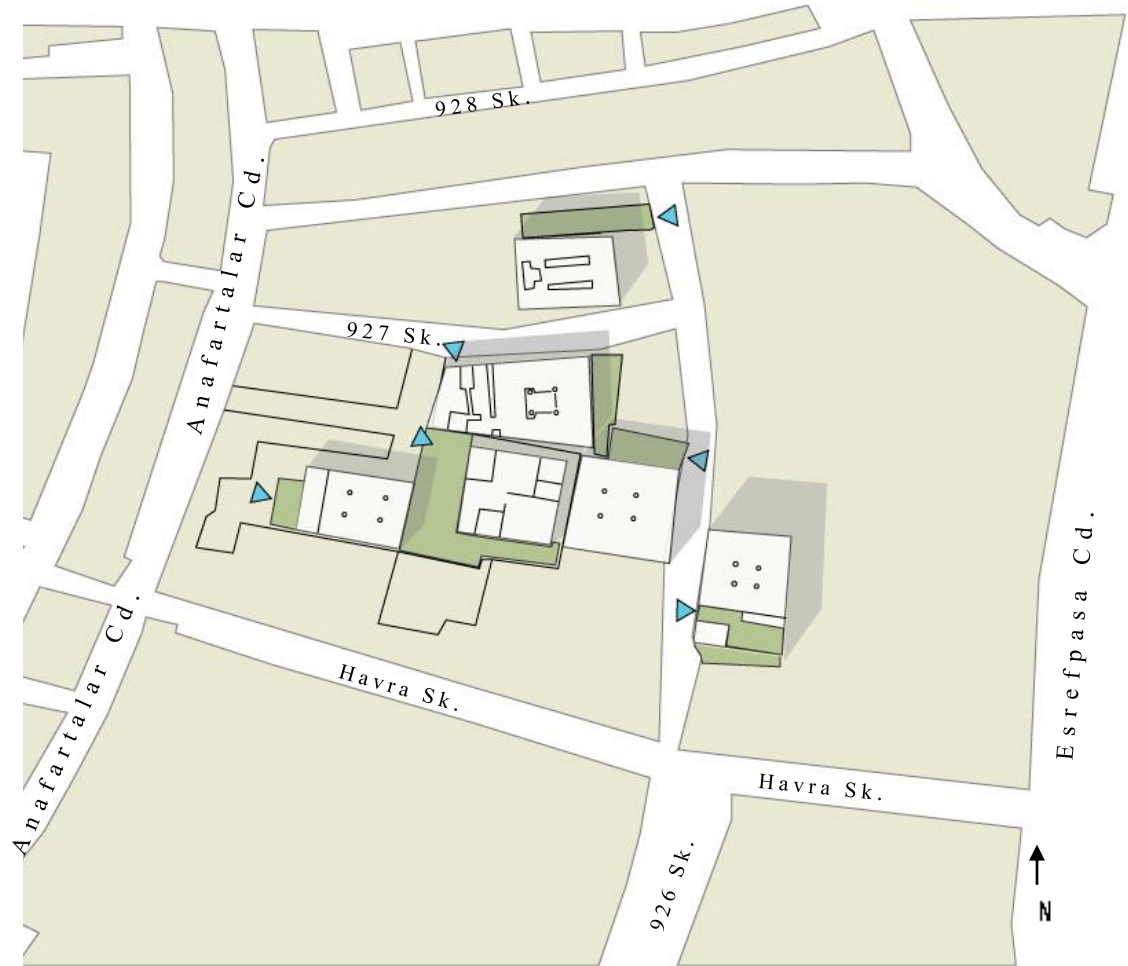 928 Sk.
Anafartalar Cd.
927 Sk.
Havra Sk.
Anafartalar Cd.
Esrefpasa Cd.
Havra Sk.
926 Sk.
N